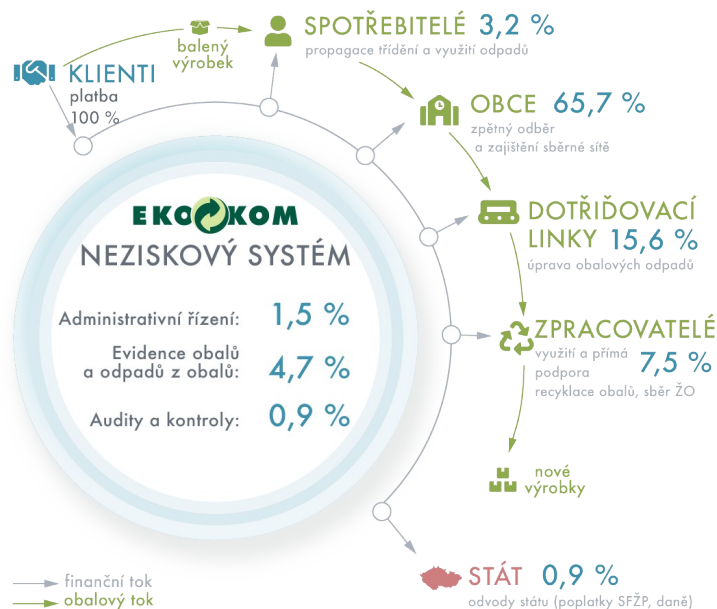 SPOTŘEBITELÉ 3,2 %
propagace třídění a využití odpadů
balený
výrobek
KLIENTI
platba
100 %
OBCE 65,7 %
zpětný odběr
a zajištění sběrné sítě
EKO KOM
NEZISKOVÝ SYSTÉM
DOTŘIĎOVACÍ
LINKY 15,6 %
úprava obalových odpadů
Administrativní řízení: 1,5 %
Evidence obalů
a odpadů z obalů: 4,7 %
Audity a kontroly: 0,9 %
ZPRACOVATELÉ
využití a přímá
podpora
recyklace obalů, sběr ŽO
7,5 %
nové
výrobky
STÁT 0,9 %
odvody státu (poplatky SFŽP, daně)
finanční tok
obalový tok